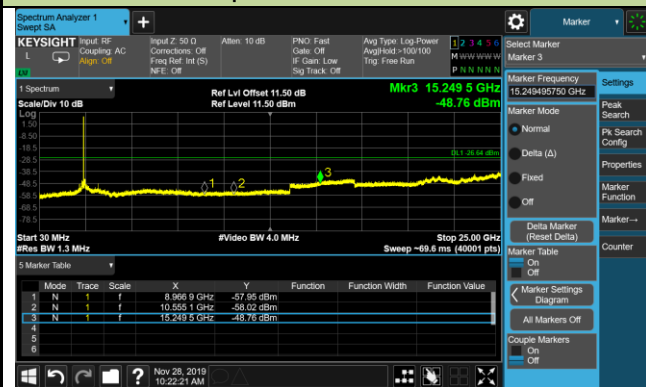 Spectrum Analyzer 1
Swept SA
+
Marker
KEYSIGHT
L
Input: RF
Coupling: AC
Align: Off
Input Z: 50 Ω
Corrections: Off
Freq Ref: Int (S)
NFE: Off
Atten: 10 dB
PNO: Fast
Gate: Off
IF Gain: Low
Sig Track: Off
Avg Type: Log-Power
Avg|Hold:>100/100
Trig: Free Run
1 2 3 4 5 6
M W W W W W
P N N N N N
Select Marker
Marker 3
1 Spectrum
Scale/Div 10 dB
Log
Ref Lvl Offset 11.50 dB
Ref Level 11.50 dBm
Mkr3 15.249 5 GHz
-48.76 dBm
1.50
-8.50
-18.5
-28.5
-38.5
-48.5
-58.5
-68.5
-78.5
DL1 -26.64 dBm
1
2
3
Start 30 MHz
#Res BW 1.3 MHz
#Video BW 4.0 MHz
Stop 25.00 GHz
Sweep ~69.6 ms (40001 pts)
5 Marker Table
Mode Trace Scale X Y Function Function Width Function Value
1 N 1 f 8.966 9 GHz -57.95 dBm
2 N 1 f 10.555 1 GHz -58.02 dBm
3 N 1 f 15.249 5 GHz -48.76 dBm
4
5
6
Marker Frequency
15.249495750 GHz
Marker Mode
Normal
Delta (Δ)
Fixed
Off
Delta Marker
(Reset Delta)
Marker Table
On
Off
Marker Settings
Diagram
All Markers Off
Couple Markers
On
Off
Settings
Peak
Search
Pk Search
Config
Properties
Marker
Function
Marker→
Counter
?
Nov 28, 2019
10:22:21 AM